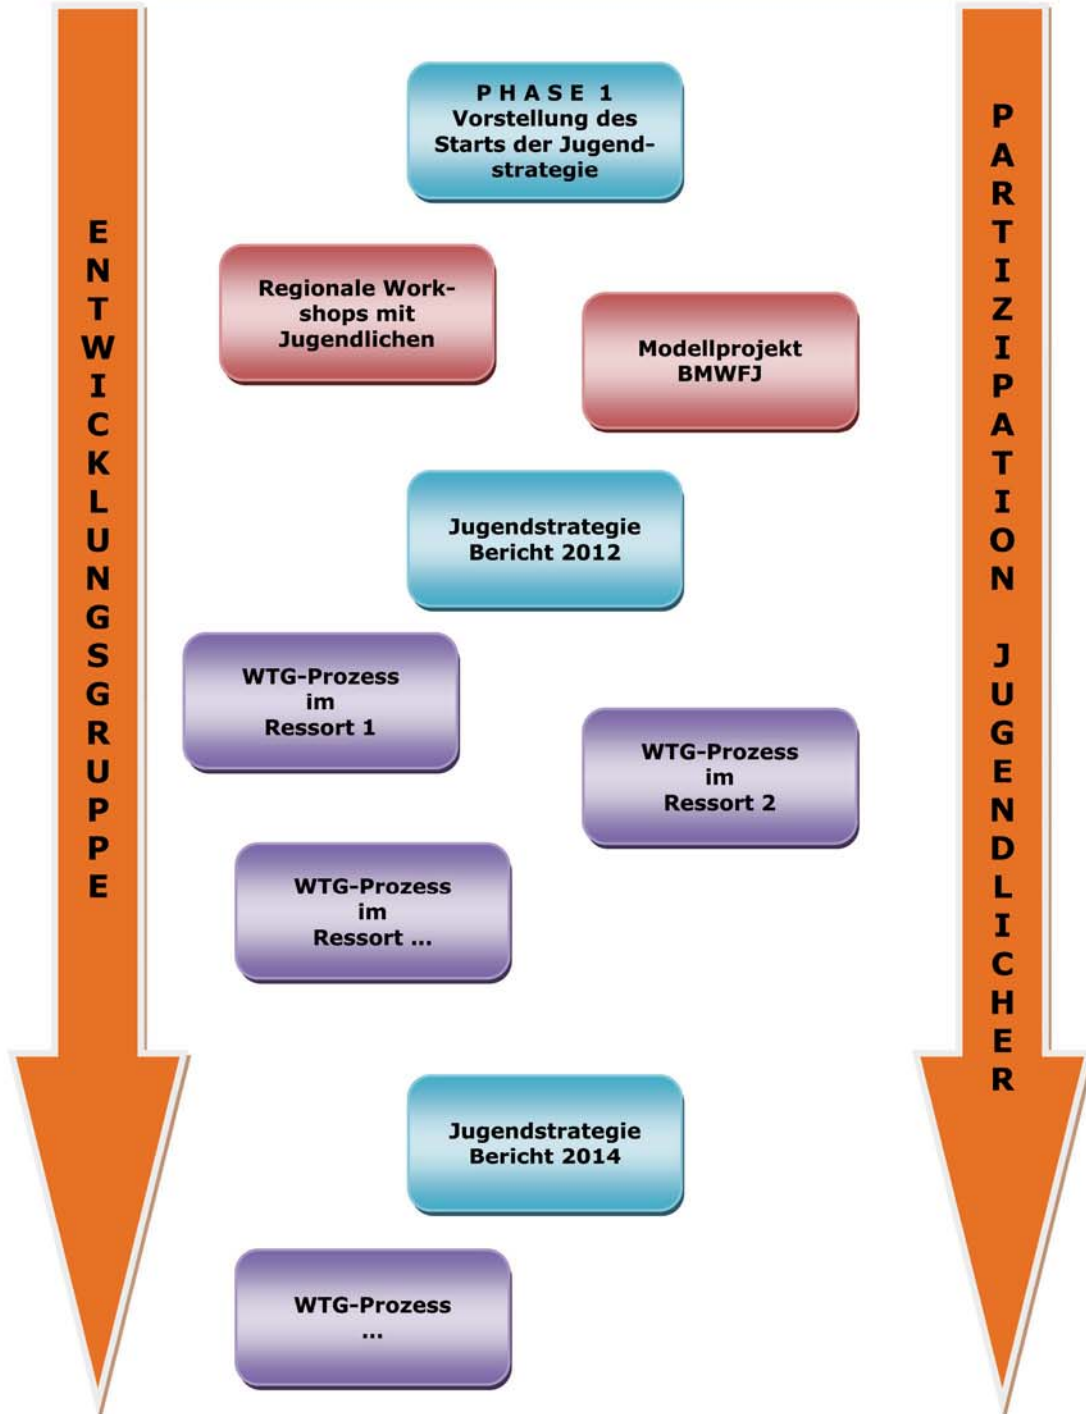 ENTWICKLUNGSGRUPPE
PHASE 1
Vorstellung des
Starts der Jugend-
strategie
Regionale Work-
shops mit
Jugendlichen
Modellprojekt
BMWFJ
Jugendstrategie
Bericht 2012
WTG-Prozess
im
Ressort 1
WTG-Prozess
im
Ressort 2
WTG-Prozess
im
Ressort ...
Jugendstrategie
Bericht 2014
WTG-Prozess
...
PARTIZIPATION JUGENDLICHER